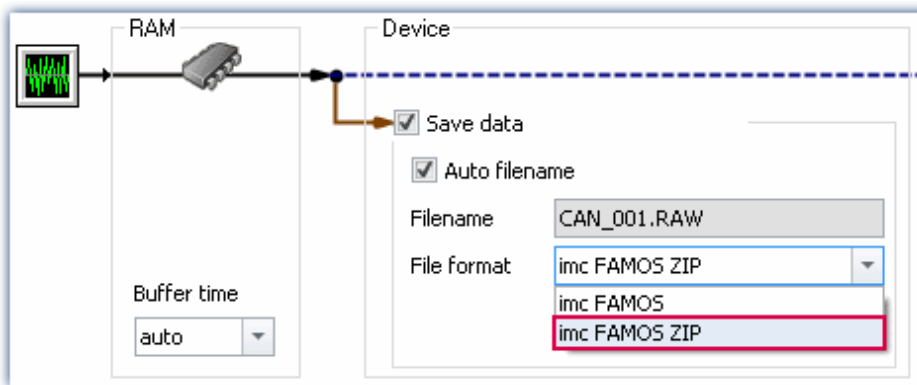 RAM
Device
Save data
Auto filename
Filename
CAN_001.RAW
File format
imc FAMOS ZIP
imc FAMOS
imc FAMOS ZIP
Buffer time
auto